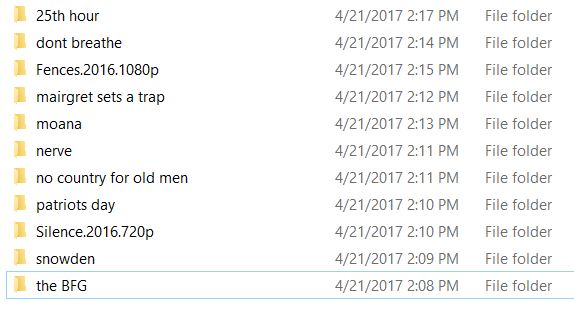 25th hour 4/21/2017 2:17 PM File folder
dont breathe 4/21/2017 2:14 PM File folder
Fences.2016.1080p 4/21/2017 2:15 PM File folder
mairgret sets a trap 4/21/2017 2:12 PM File folder
moana 4/21/2017 2:13 PM File folder
nerve 4/21/2017 2:11 PM File folder
no country for old men 4/21/2017 2:11 PM File folder
patriots day 4/21/2017 2:10 PM File folder
Silence.2016.720p 4/21/2017 2:10 PM File folder
snowden 4/21/2017 2:09 PM File folder
the BFG 4/21/2017 2:08 PM File folder